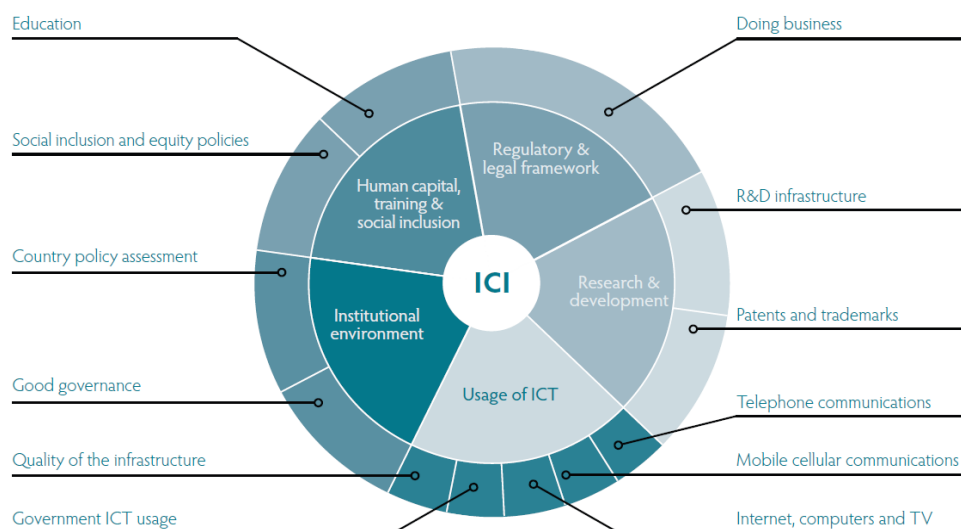 Education
Doing business
Social inclusion and equity policies
Regulatory &
legal framework
Human capital,
training &
social inclusion
R&D infrastructure
Country policy assessment
ICI
Research &
development
Institutional
environment
Patents and trademarks
Good governance
Usage of ICT
Telephone communications
Quality of the infrastructure
Mobile cellular communications
Government ICT usage
Internet, computers and TV